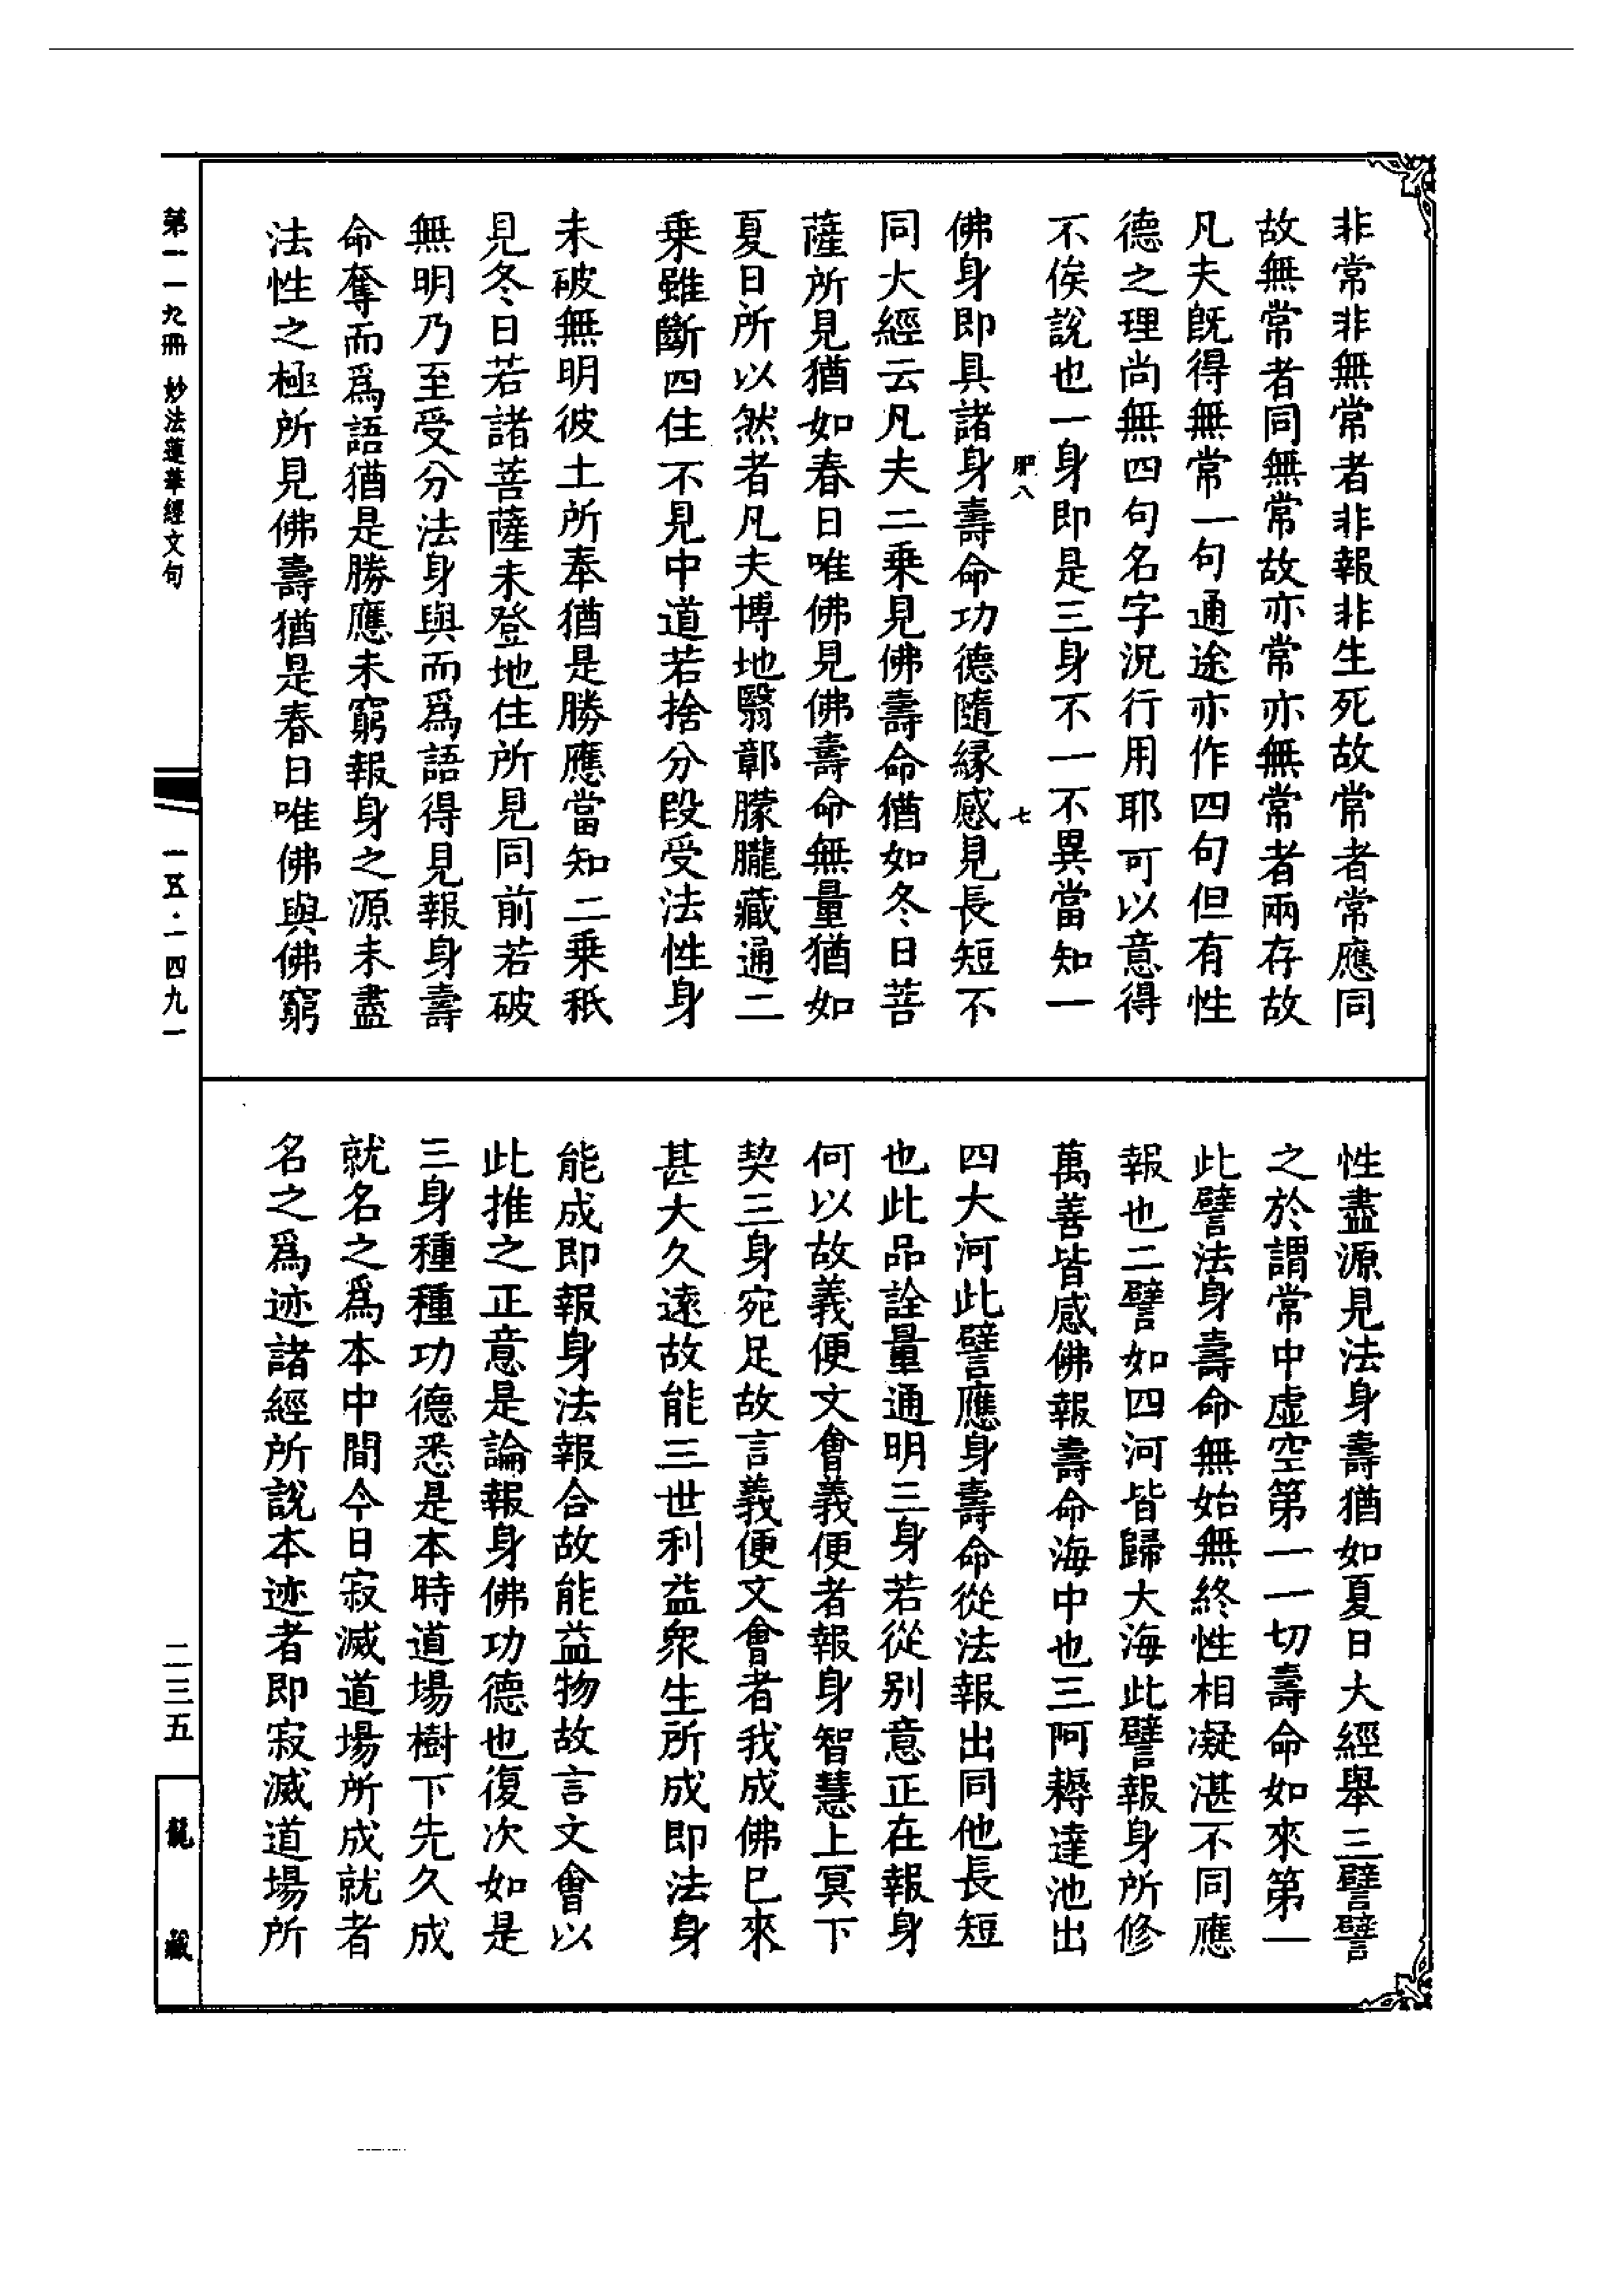 非常非無常者非報非生死故常者常應同
故無常者同無常故亦常亦無常者兩存故
凡夫旣得無常一句通途亦作四句但有性
德之理尚無四句名字況行用耶可以意得
不俟說也一身即是三身不一不異當知一
肥八
七
佛身即具諸身壽命功德隨緣感見長短不
同大經云凡夫二乗見佛壽命猶如冬日菩
薩所見猶如春日唯佛見佛壽命無量猶如
夏日所以然者凡夫博地翳鄣朦朧藏通二
乗雖斷四住不見中道若捨分段受法性身
未破無明彼土所奉猶是勝應當知二乗秖
見冬日若諸菩薩未登地住所見同前若破
無明乃至受分法身與而爲語得見報身壽
命奪而爲語猶是勝應未窮報身之源未盡
法性之極所見佛壽猶是春日唯佛與佛窮
性盡源見法身壽猶如夏日大經舉三譬譬
之於謂常中虛空第一一切壽命如來第一
此譬法身壽命無始無終性相凝湛不同應
報也二譬如四河皆歸大海此譬報身所修
萬善皆感佛報壽命海中也三阿耨達池出
四大河此譬應身壽命從法報出同他長短
也此品詮量通明三身若從别意正在報身
何以故義便文會義便者報身智慧上冥下
契三身宛足故言義便文會者我成佛已來
甚大久遠故能三世利益衆生所成即法身
能成即報身法報合故能益物故言文會以
此推之正意是論報身佛功德也復次如是
三身種種功德悉是本時道場樹下先久成
就名之爲本中間今日寂滅道場所成就者
名之爲迹諸經所說本迹者即寂滅道場所
第一一九冊 妙法蓮華經文句
一五·一四九一
二三五
龍藏